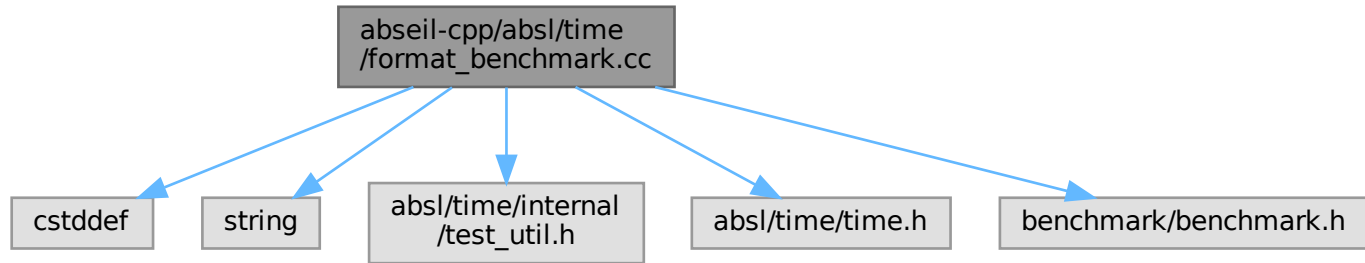 abseil-cpp/absl/time
/format_benchmark.cc
cstddef
string
absl/time/internal
/test_util.h
absl/time/time.h
benchmark/benchmark.h